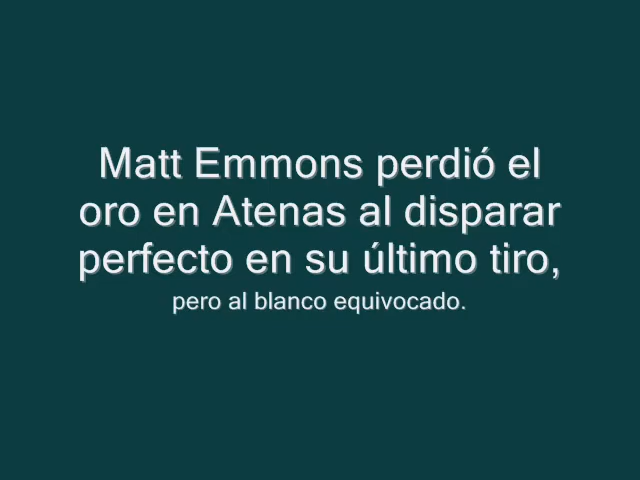 Matt Emmons perdió el
oro en Atenas al disparar
perfecto en su último tiro,
pero al blanco equivocado.